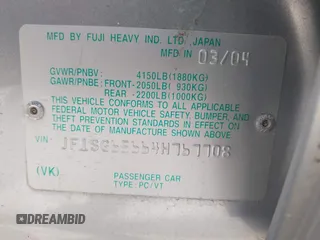 MFD BY FUJI HEAVY IND. LTD. JAPAN
MFD IN 03/04
GVWR/PNBV: 4150LB(1880KG)
GAWR/PNBE: FRONT-2050LB( 930KG)
REAR -2200LB(1000KG)
THIS VEHICLE CONFORMS TO ALL APPLICABLE
FEDERAL MOTOR VEHICLE SAFETY, BUMPER, AND
THEFT PREVENTION STANDARDS IN EFFECT ON
THE DATE OF MANUFACTURE SHOWN ABOVE.
VIN:
(VK)
PASSENGER CAR
TYPE: PC/VT
DREAMBID